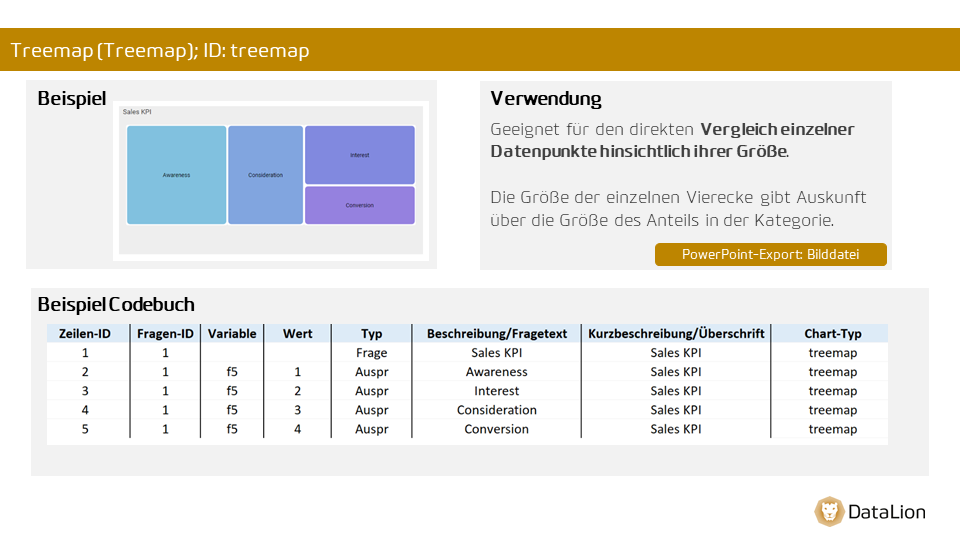 Treemap (Treemap); ID: treemap
Beispiel
Sales KPI
Awareness
Consideration
Interest
Conversion
Verwendung
Geeignet für den direkten Vergleich einzelner
Datenpunkte hinsichtlich ihrer Größe.
Die Größe der einzelnen Vierecke gibt Auskunft
über die Größe des Anteils in der Kategorie.
PowerPoint-Export: Bilddatei
Beispiel Codebuch
Zeilen-ID Fragen-ID Variable Wert Typ Beschreibung/Fragetext Kurzbeschreibung/Überschrift Chart-Typ
1 1 Frage Sales KPI Sales KPI treemap
2 1 f5 1 Auspr Awareness Sales KPI treemap
3 1 f5 2 Auspr Interest Sales KPI treemap
4 1 f5 3 Auspr Consideration Sales KPI treemap
5 1 f5 4 Auspr Conversion Sales KPI treemap
DataLion